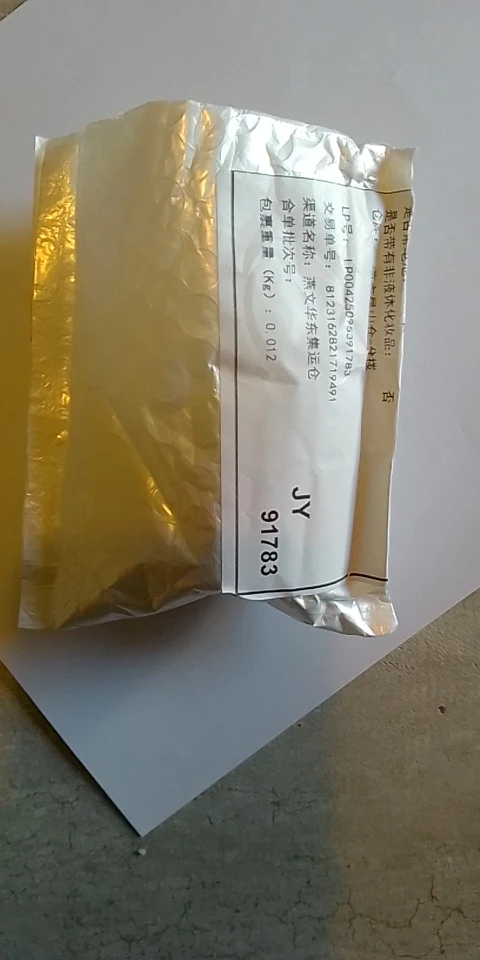 是否带有非液体化妆品： 否
LP号： LP00425095391783
交易单号： 8123162821719491
渠道名称： 燕文华东集运仓
合单批次号：
包裹重量 (Kg) : 0.012
JY
91783